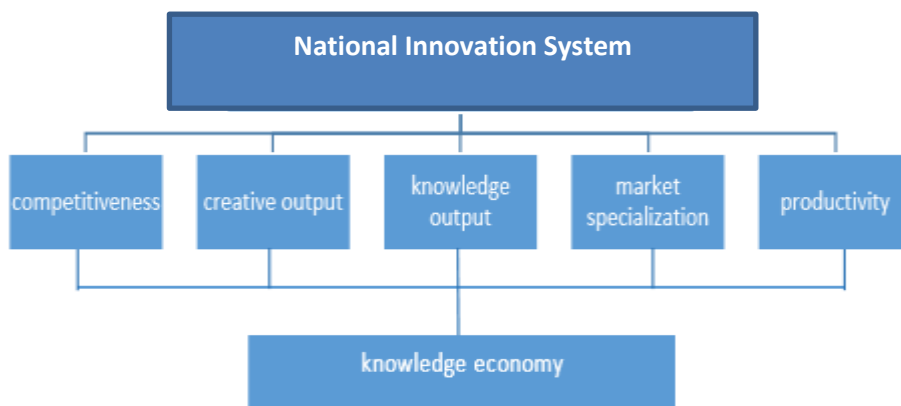 National Innovation System
competitiveness
creative output
knowledge
output
market
specialization
productivity
knowledge economy